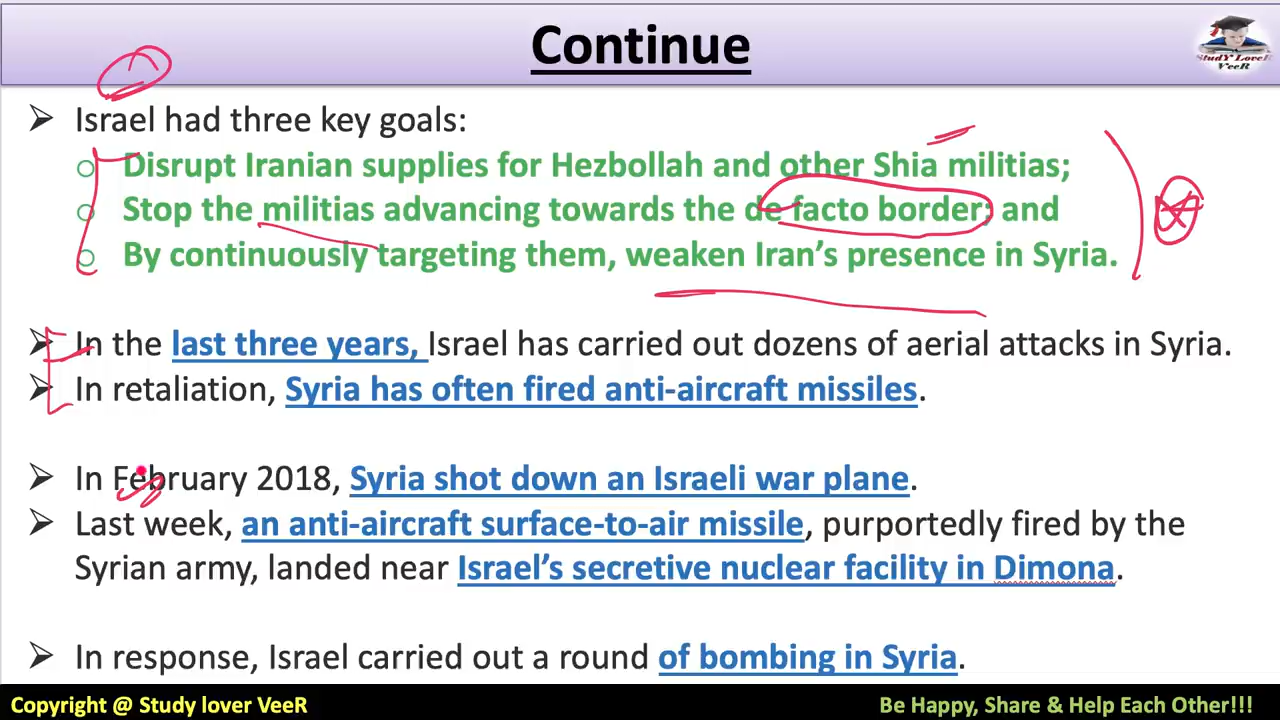 Continue
StudY LoveR
VeeR
➢ Israel had three key goals:
o Disrupt Iranian supplies for Hezbollah and other Shia militias;
o Stop the militias advancing towards the de facto border; and
o By continuously targeting them, weaken Iran’s presence in Syria.
➢ In the last three years, Israel has carried out dozens of aerial attacks in Syria.
➢ In retaliation, Syria has often fired anti-aircraft missiles.
➢ In February 2018, Syria shot down an Israeli war plane.
➢ Last week, an anti-aircraft surface-to-air missile, purportedly fired by the
Syrian army, landed near Israel’s secretive nuclear facility in Dimona.
➢ In response, Israel carried out a round of bombing in Syria.
Copyright @ Study lover VeeR
Be Happy, Share & Help Each Other!!!